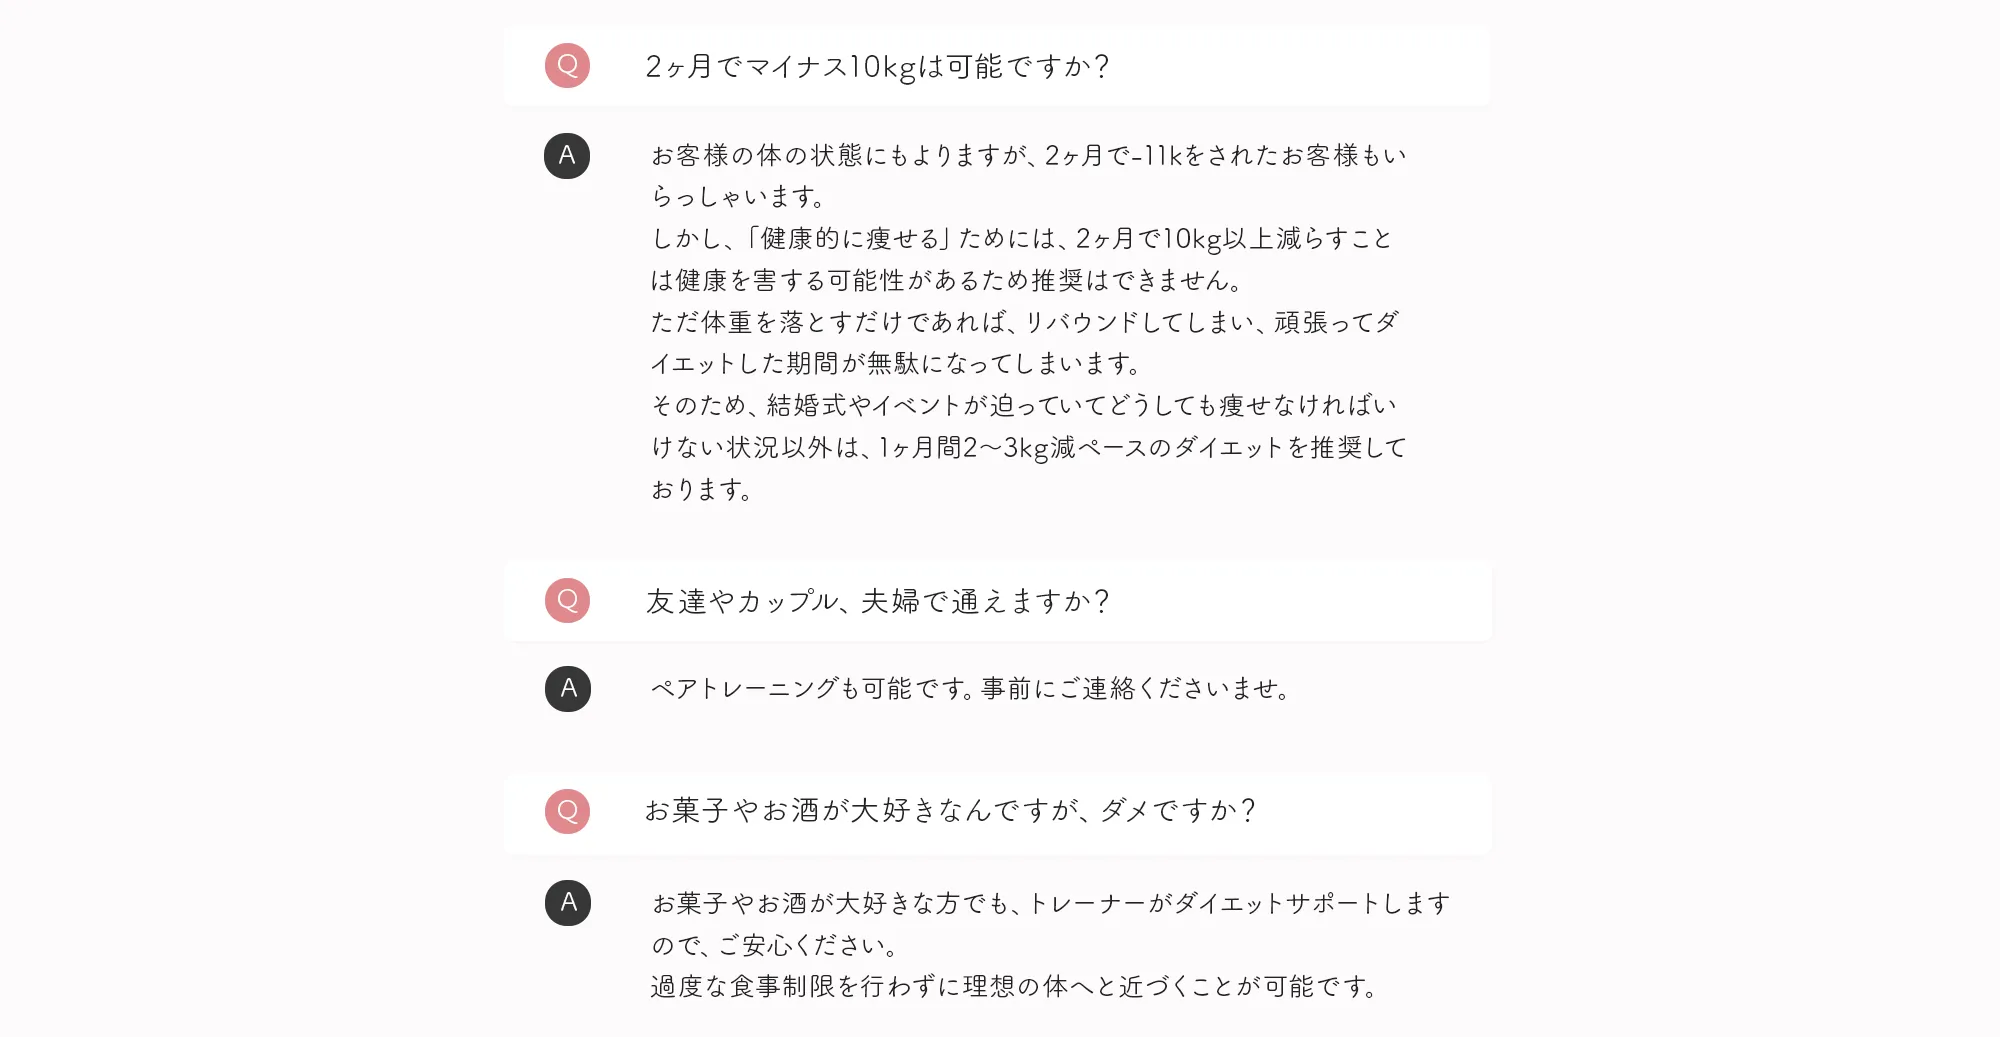 Q 2ヶ月でマイナス10kgは可能ですか？
A お客様の体の状態にもよりますが、2ヶ月で-11kをされたお客様もい
らっしゃいます。
しかし、「健康的に痩せる」ためには、2ヶ月で10kg以上減らすこと
は健康を害する可能性があるため推奨はできません。
ただ体重を落とすだけであれば、リバウンドしてしまい、頑張ってダ
イエットした期間が無駄になってしまいます。
そのため、結婚式やイベントが迫っていてどうしても痩せなければい
けない状況以外は、1ヶ月間2〜3kg減ペースのダイエットを推奨して
おります。
Q 友達やカップル、夫婦で通えますか？
A ペアトレーニングも可能です。事前にご連絡くださいませ。
Q お菓子やお酒が大好きなんですが、ダメですか？
A お菓子やお酒が大好きな方でも、トレーナーがダイエットサポートします
ので、ご安心ください。
過度な食事制限を行わずに理想の体へと近づくことが可能です。